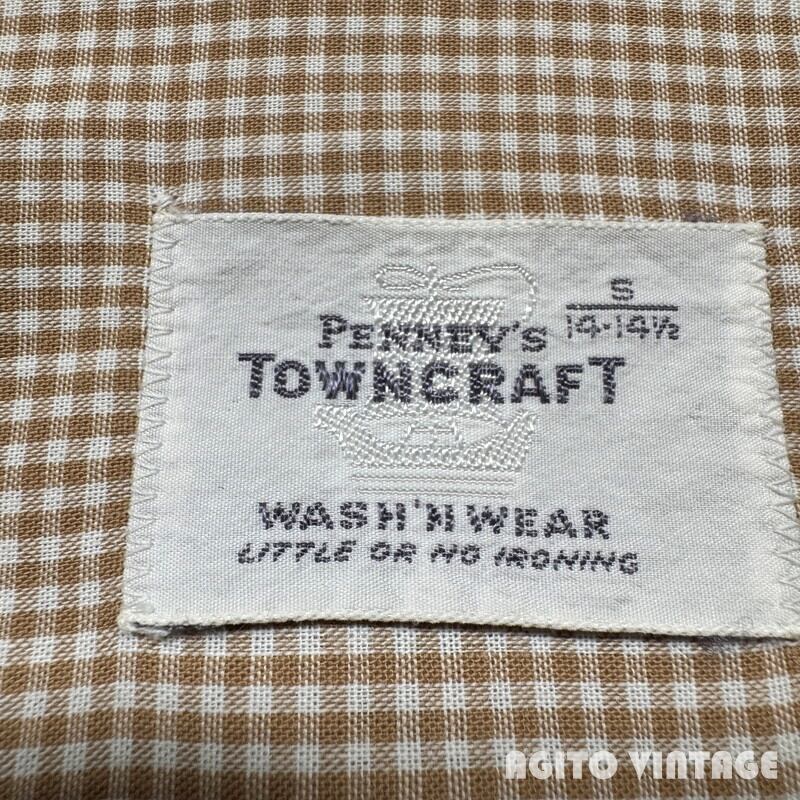 S
14-14½
PENNEY'S
TOWNCRAFT
WASH'N WEAR
LITTLE OR NO IRONING
AGITO VINTAGE